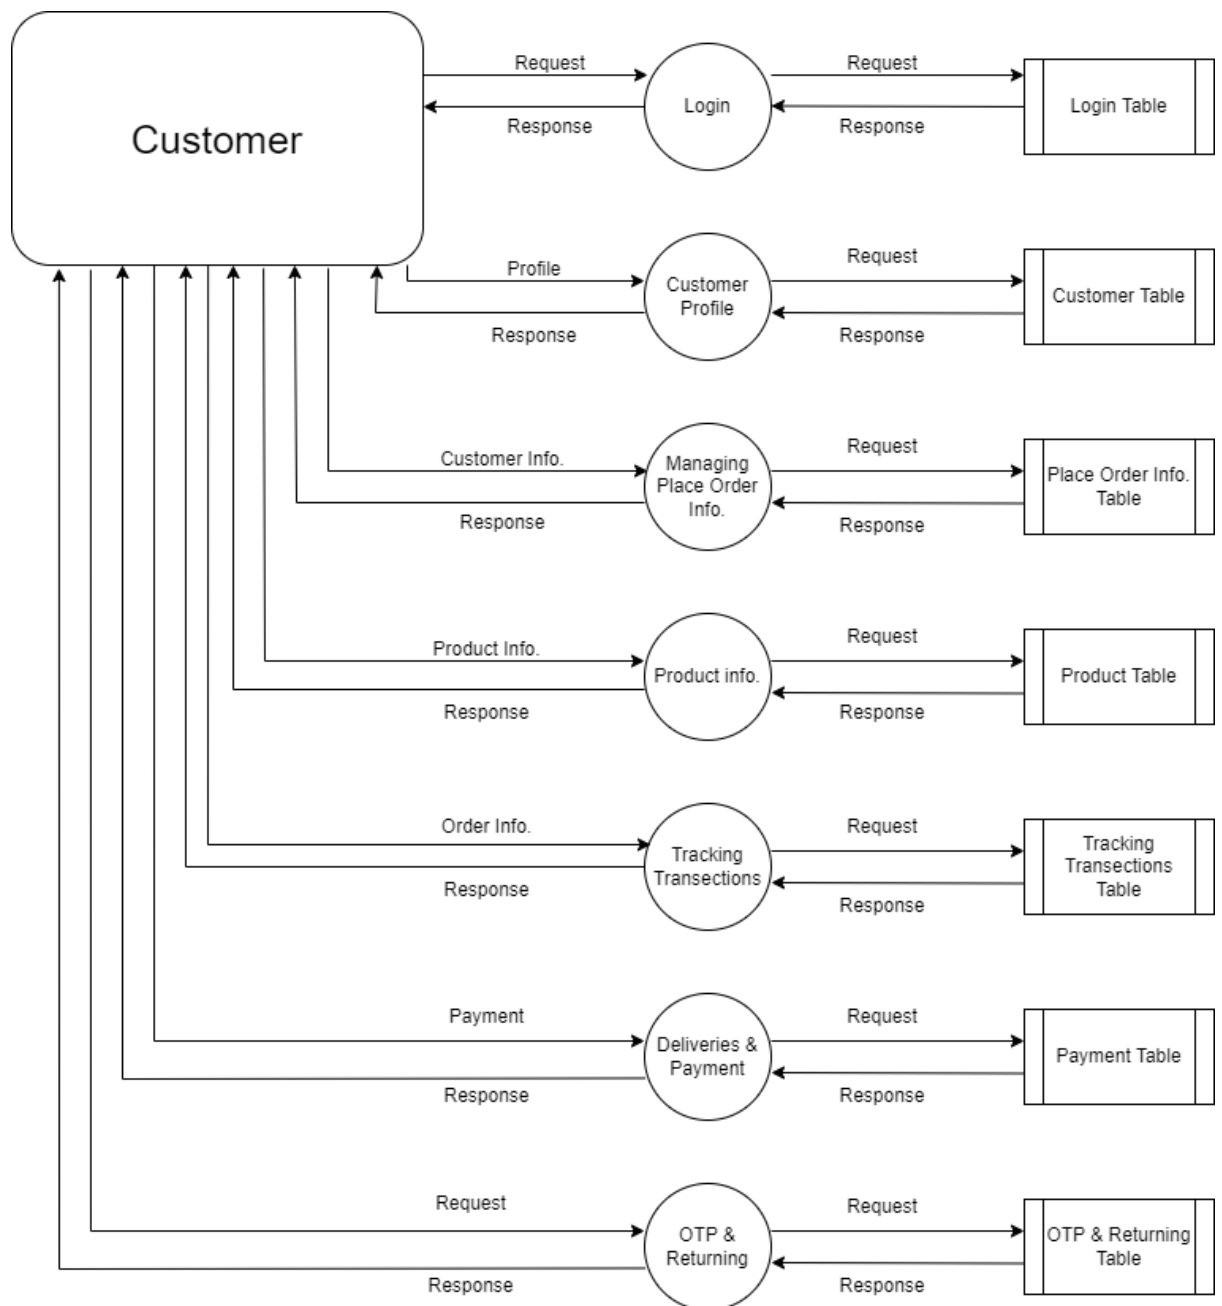 Customer
Request
Response
Login
Request
Response
Login Table
Profile
Response
Customer
Profile
Request
Response
Customer Table
Customer Info.
Response
Managing
Place Order
Info.
Request
Response
Place Order Info.
Table
Product Info.
Response
Product info.
Request
Response
Product Table
Order Info.
Response
Tracking
Transections
Request
Response
Tracking
Transections
Table
Payment
Response
Deliveries &
Payment
Request
Response
Payment Table
Request
Response
OTP &
Returning
Request
Response
OTP & Returning
Table